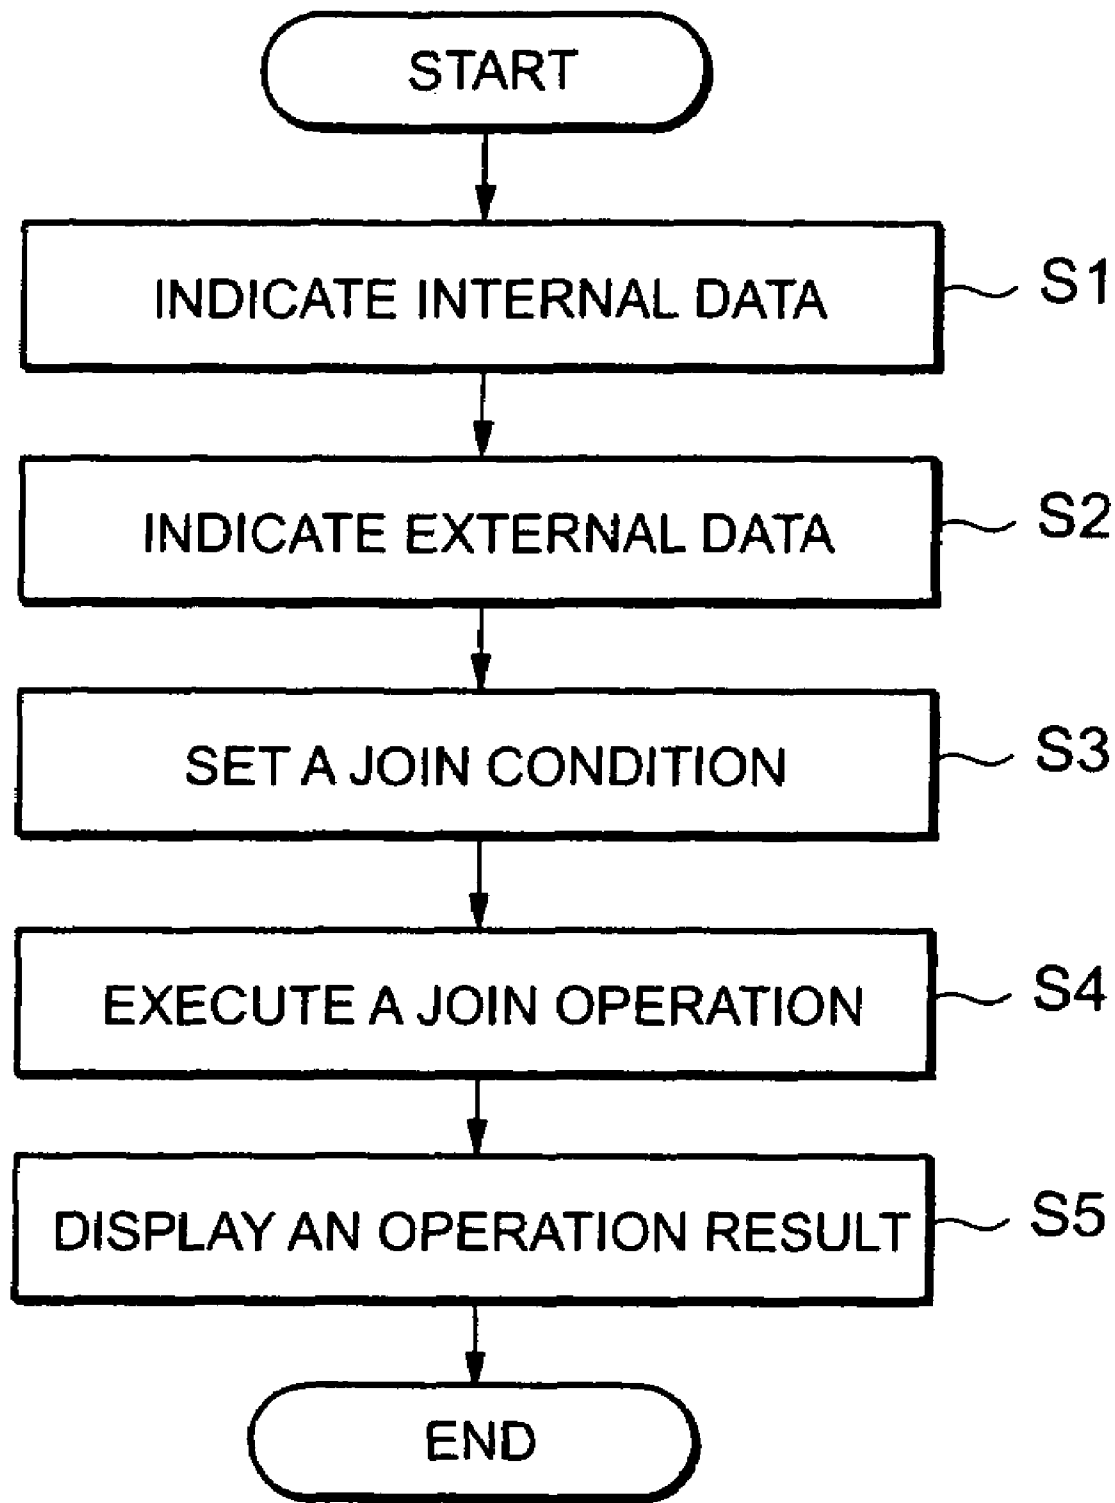 START
INDICATE INTERNAL DATA
S1
INDICATE EXTERNAL DATA
S2
SET A JOIN CONDITION
S3
EXECUTE A JOIN OPERATION
S4
DISPLAY AN OPERATION RESULT
S5
END